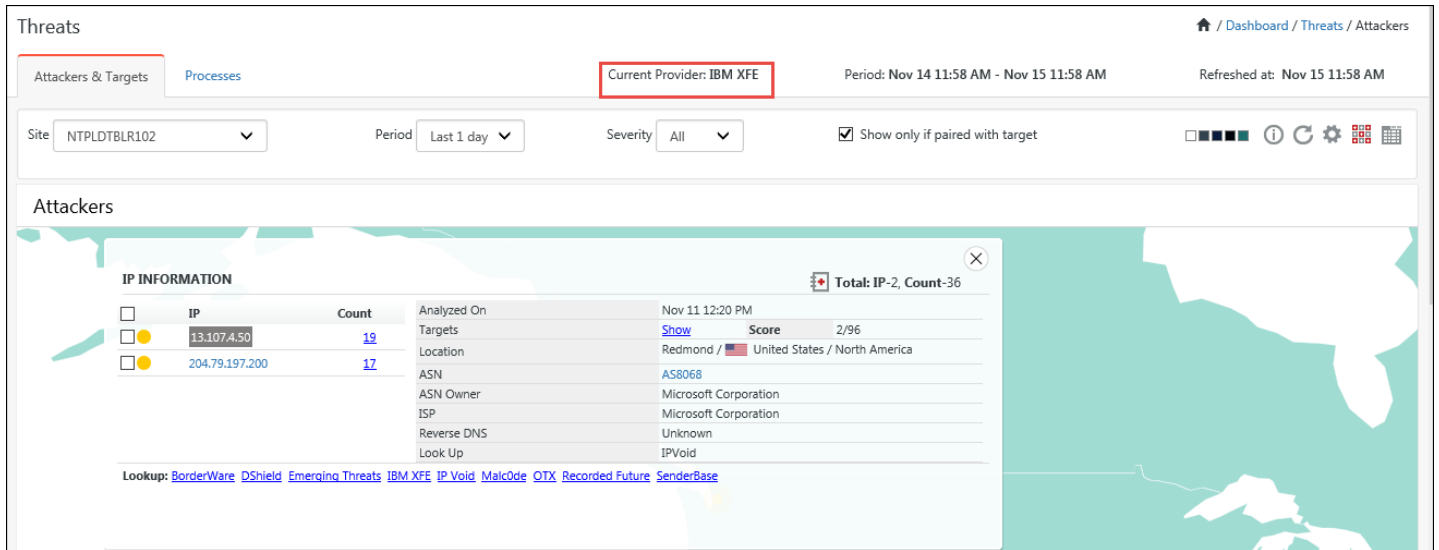 Threats
/ Dashboard / Threats / Attackers
Attackers & Targets Processes Current Provider: IBM XFE Period: Nov 14 11:58 AM - Nov 15 11:58 AM Refreshed at: Nov 15 11:58 AM
Site NTPLDTBLR102 Period Last 1 day Severity All Show only if paired with target
Attackers
IP INFORMATION Total: IP-2, Count-36
IP Count
13.107.4.50 19
204.79.197.200 17
Analyzed On Nov 11 12:20 PM
Targets Show Score 2/96
Location Redmond / United States / North America
ASN AS8068
ASN Owner Microsoft Corporation
ISP Microsoft Corporation
Reverse DNS Unknown
Look Up IPVoid
Lookup: BorderWare DShield Emerging Threats IBM XFE IP Void Malc0de OTX Recorded Future SenderBase